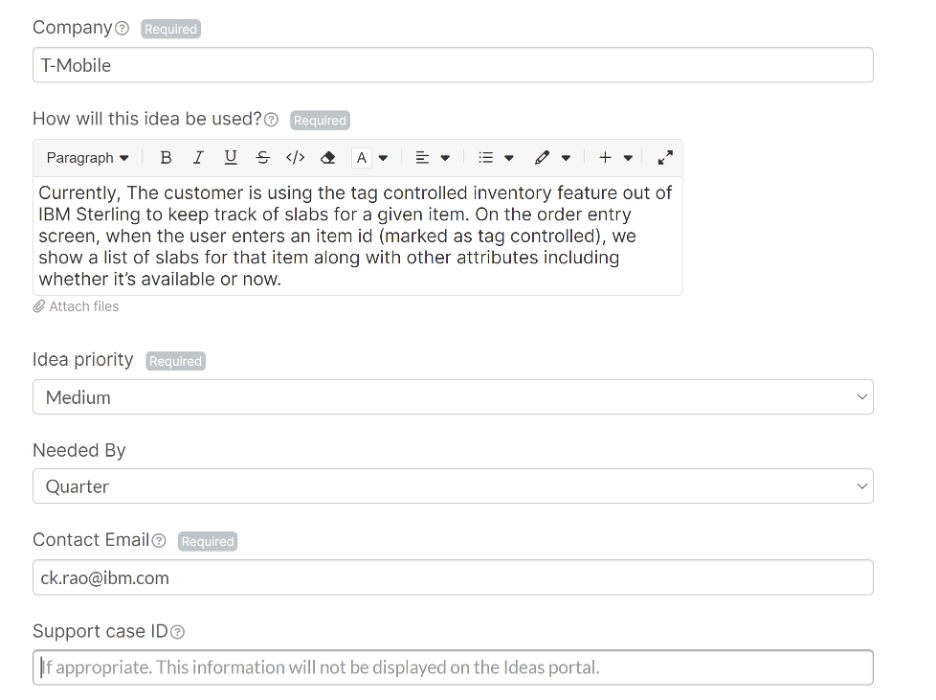 Company Required
T-Mobile
How will this idea be used? Required
Paragraph B I U S </> A
Currently, The customer is using the tag controlled inventory feature out of
IBM Sterling to keep track of slabs for a given item. On the order entry
screen, when the user enters an item id (marked as tag controlled), we
show a list of slabs for that item along with other attributes including
whether it's available or now.
Attach files
Idea priority Required
Medium
Needed By
Quarter
Contact Email Required
ck.rao@ibm.com
Support case ID
If appropriate. This information will not be displayed on the Ideas portal.